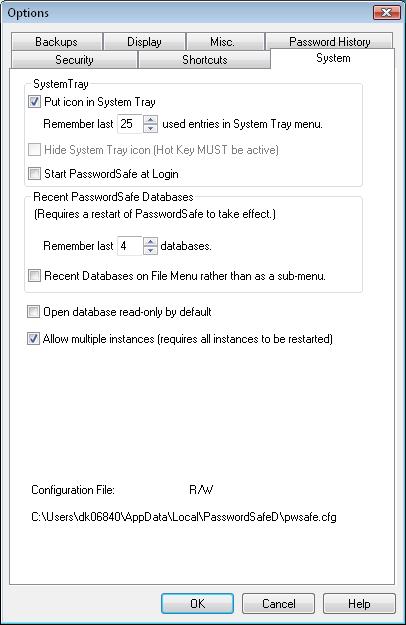 Options
Backups
Display
Misc.
Password History
Security
Shortcuts
System
SystemTray
Put icon in System Tray
Remember last 25 used entries in System Tray menu.
Hide System Tray icon (Hot Key MUST be active)
Start PasswordSafe at Login
Recent PasswordSafe Databases
(Requires a restart of PasswordSafe to take effect.)
Remember last 4 databases.
Recent Databases on File Menu rather than as a sub-menu.
Open database read-only by default
Allow multiple instances (requires all instances to be restarted)
Configuration File: R/W
C:\Users\dk06840\AppData\Local\PasswordSafeD\pwsafe.cfg
OK
Cancel
Help